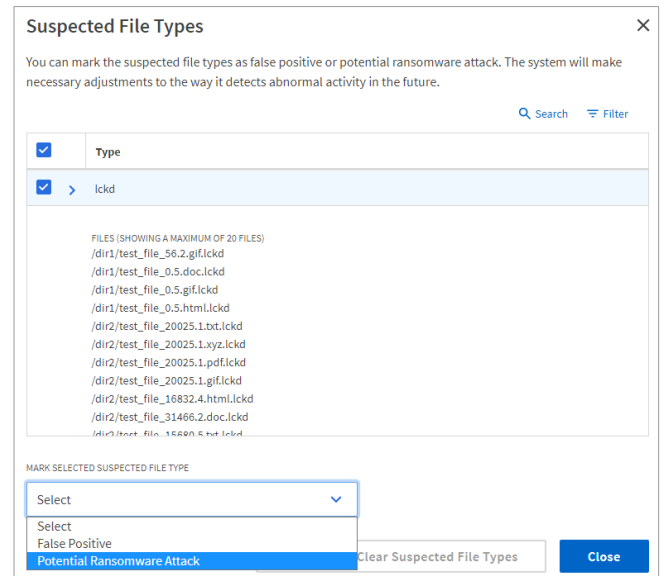 Suspected File Types
You can mark the suspected file types as false positive or potential ransomware attack. The system will make
necessary adjustments to the way it detects abnormal activity in the future.
Search Filter
Type
lckd
FILES (SHOWING A MAXIMUM OF 20 FILES)
/dir1/test_file_56.2.gif.lckd
/dir1/test_file_0.5.doc.lckd
/dir1/test_file_0.5.gif.lckd
/dir1/test_file_0.5.html.lckd
/dir2/test_file_20025.1.txt.lckd
/dir2/test_file_20025.1.xyz.lckd
/dir2/test_file_20025.1.pdf.lckd
/dir2/test_file_20025.1.gif.lckd
/dir2/test_file_16832.4.html.lckd
/dir2/test_file_31466.2.doc.lckd
/dir2/test_file_15680.5.txt.lckd
MARK SELECTED SUSPECTED FILE TYPE
Select
Select
False Positive
Potential Ransomware Attack
Clear Suspected File Types
Close